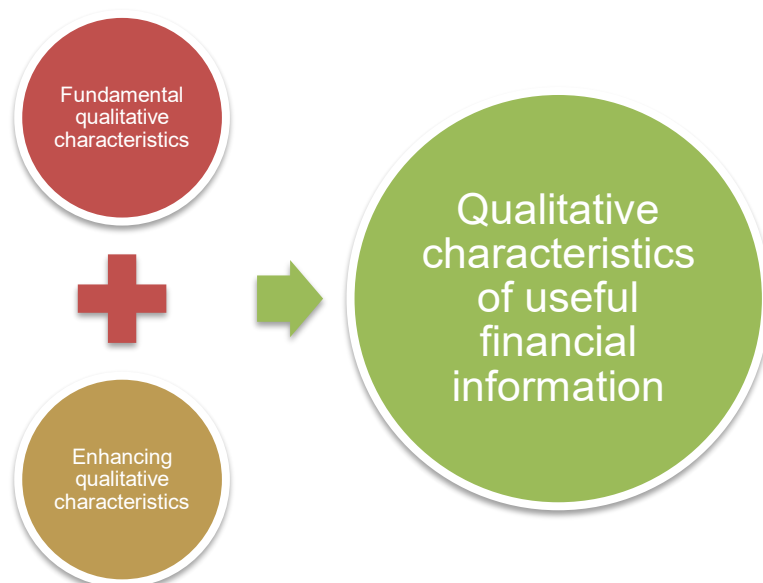 Fundamental
qualitative
characteristics
Enhancing
qualitative
characteristics
Qualitative
characteristics
of useful
financial
information